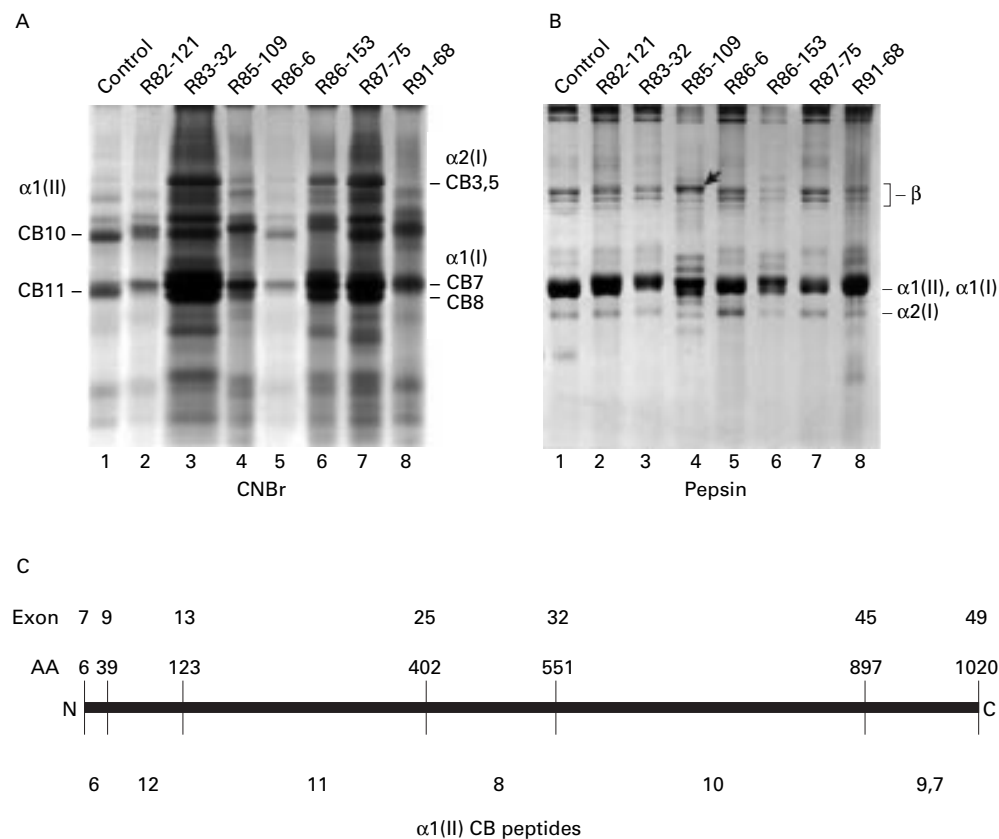 A
Control R82-121 R83-32 R85-109 R86-6 R86-153 R87-75 R91-68
α1(II)
CB10 –
CB11 –
α2(I)
– CB3,5
α1(I)
– CB7
– CB8
1 2 3 4 5 6 7 8
CNBr
B
Control R82-121 R83-32 R85-109 R86-6 R86-153 R87-75 R91-68
– β
– α1(II), α1(I)
– α2(I)
1 2 3 4 5 6 7 8
Pepsin
C
Exon 7 9 13 25 32 45 49
AA 6 39 123 402 551 897 1020
N C
6 12 11 8 10 9,7
α1(II) CB peptides